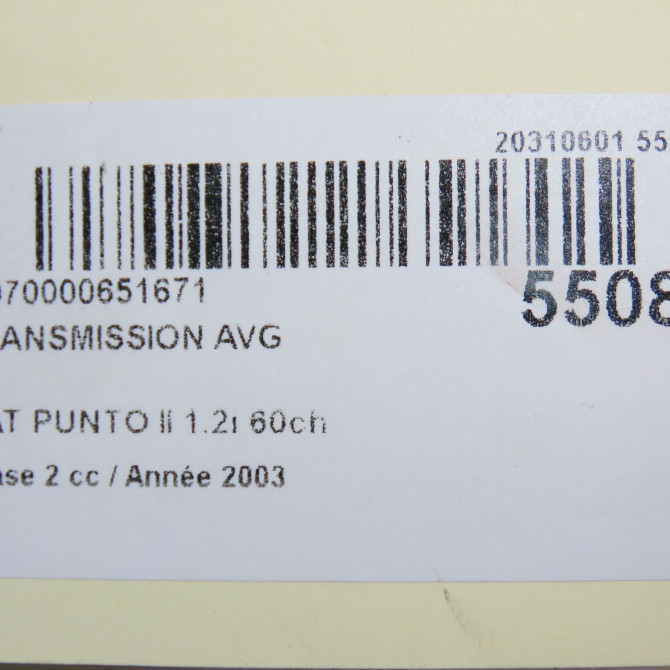 20310601 55
070000651671
5508
ANSMISSION AVG
AT PUNTO II 1.2i 60ch
ase 2 cc / Année 2003